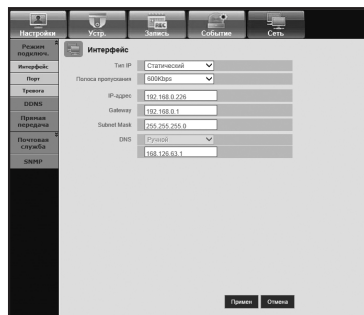 Настройки Устр. Запись Событие Сеть
REC
Режим подключ.
Интерфейс
Порт
Тревога
DDNS
Прямая передача
Почтовая служба
SNMP
Интерфейс
Тип IP Статический
Полоса пропускания 600Kbps
IP-адрес 192.168.0.226
Gateway 192.168.0.1
Subnet Mask 255.255.255.0
DNS Ручной
168.126.63.1
Примен Отмена